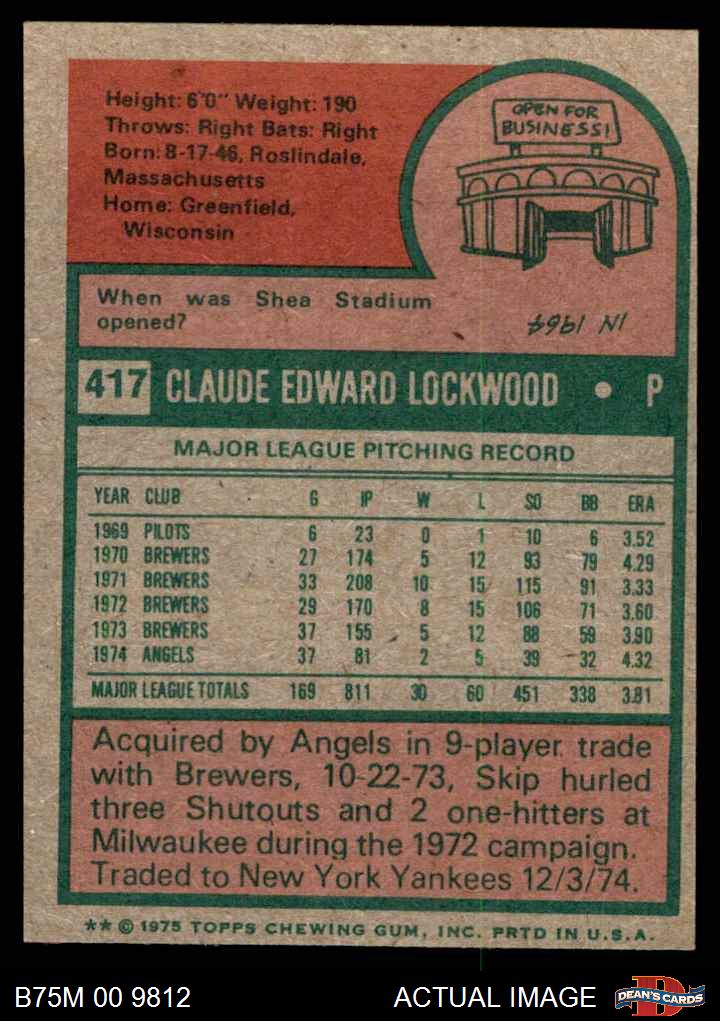 Height: 6'0" Weight: 190
Throws: Right Bats: Right
Born: 8-17-46, Roslindale,
Massachusetts
Home: Greenfield,
Wisconsin
OPEN FOR
BUSINESS!
When was Shea Stadium
opened?
IN 1964
417 CLAUDE EDWARD LOCKWOOD • P
MAJOR LEAGUE PITCHING RECORD
YEAR CLUB G IP W L SO BB ERA
1969 PILOTS 6 23 0 1 10 6 3.52
1970 BREWERS 27 174 5 12 93 79 4.29
1971 BREWERS 33 208 10 15 115 91 3.33
1972 BREWERS 29 170 8 15 106 71 3.60
1973 BREWERS 37 155 5 12 88 59 3.90
1974 ANGELS 37 81 2 5 39 32 4.32
MAJOR LEAGUE TOTALS 169 811 30 60 451 338 3.81
Acquired by Angels in 9-player trade
with Brewers, 10-22-73, Skip hurled
three Shutouts and 2 one-hitters at
Milwaukee during the 1972 campaign.
Traded to New York Yankees 12/3/74.
** © 1975 TOPPS CHEWING GUM, INC. PRTD IN U.S.A.
B75M 00 9812 ACTUAL IMAGE DEAN'S CARDS